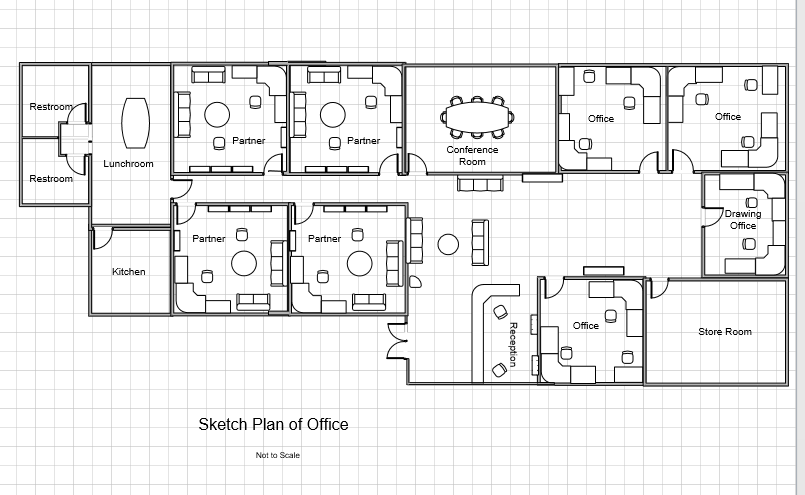 Restroom
Restroom
Lunchroom
Partner
Partner
Conference
Room
Office
Office
Drawing
Office
Partner
Partner
Kitchen
Reception
Office
Store Room
Sketch Plan of Office
Not to Scale